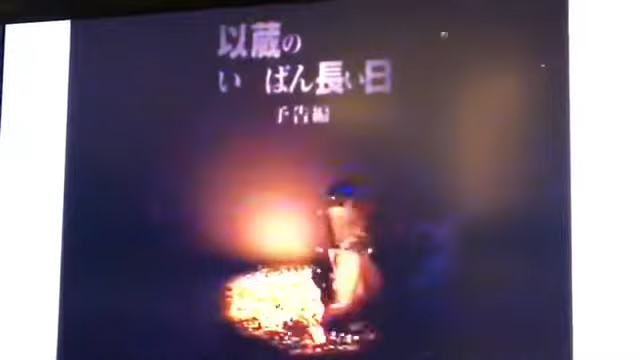 以蔵の
い ばん長い日
予告編